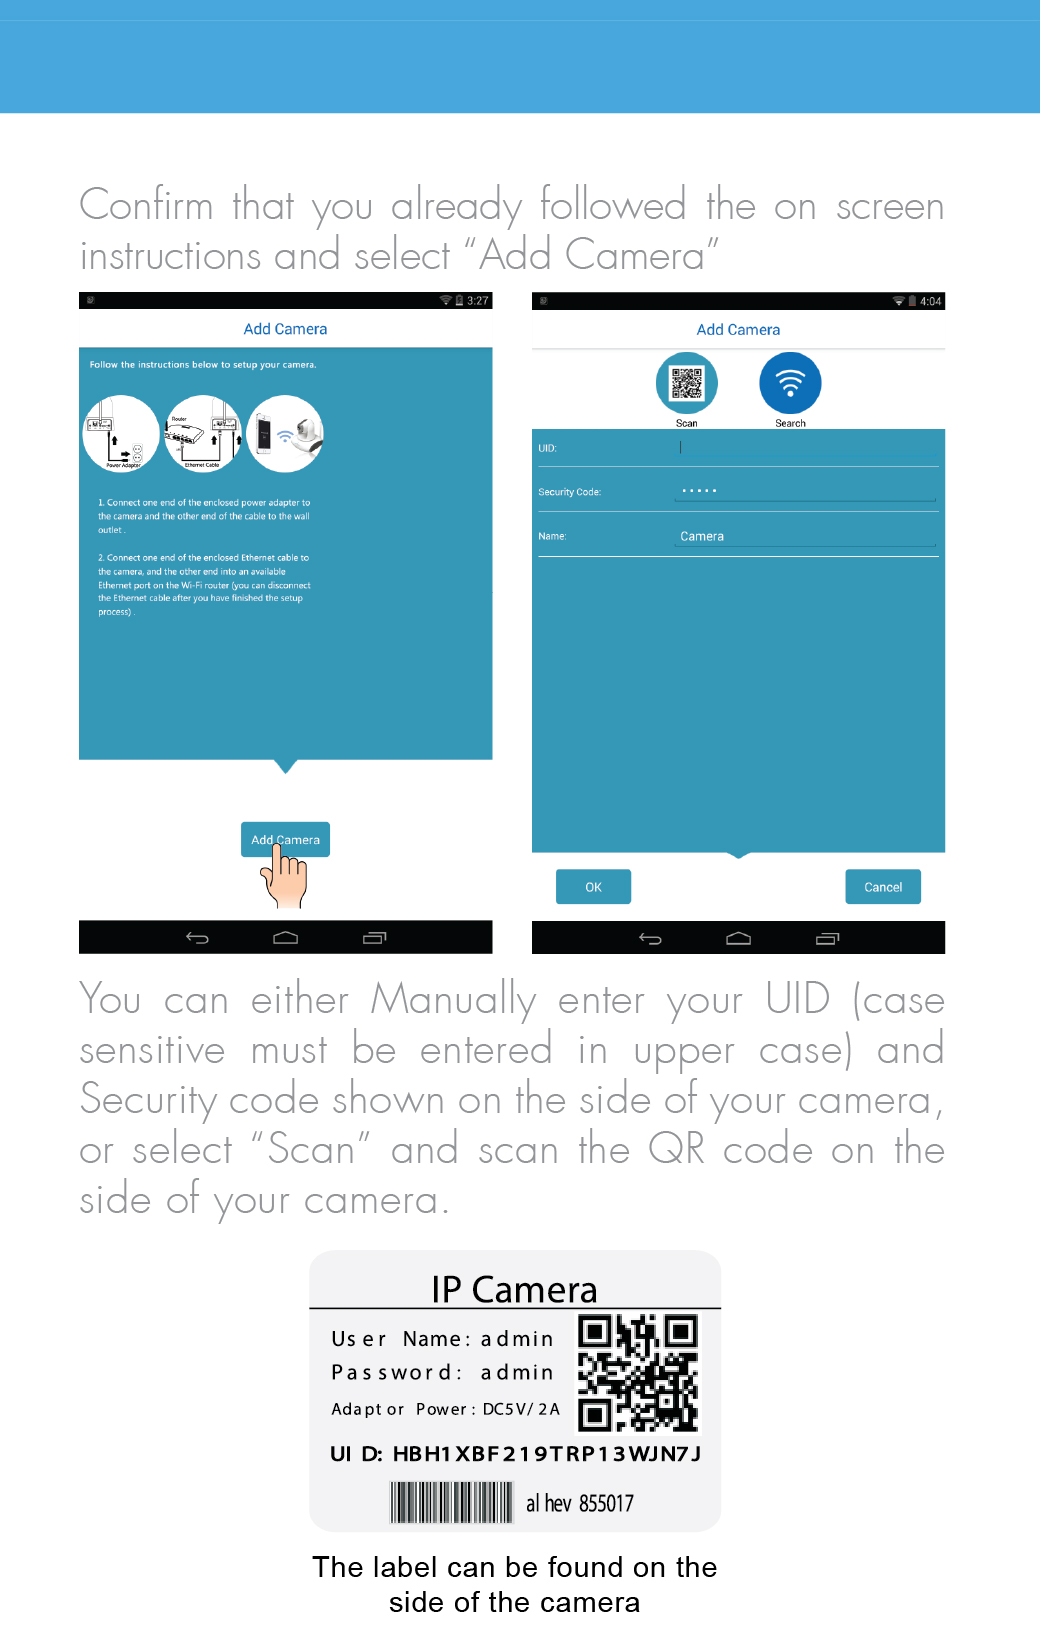 Confirm that you already followed the on screen
instructions and select “Add Camera”
3:27
Add Camera
Follow the instructions below to setup your camera.
Power Adapter
Router
Ethernet Cable
1. Connect one end of the enclosed power adapter to
the camera and the other end of the cable to the wall
outlet .
2. Connect one end of the enclosed Ethernet cable to
the camera, and the other end into an available
Ethernet port on the Wi-Fi router (you can disconnect
the Ethernet cable after you have finished the setup
process) .
Add Camera
4:04
Add Camera
Scan
Search
UID:
Security Code: •••••
Name: Camera
OK
Cancel
You can either Manually enter your UID (case
sensitive must be entered in upper case) and
Security code shown on the side of your camera,
or select “Scan” and scan the QR code on the
side of your camera.
IP Camera
User Name: admin
Password: admin
Adaptor Power: DC5V/2A
UID: HBH1XBF219TRP13WJN7J
al hev 855017
The label can be found on the
side of the camera